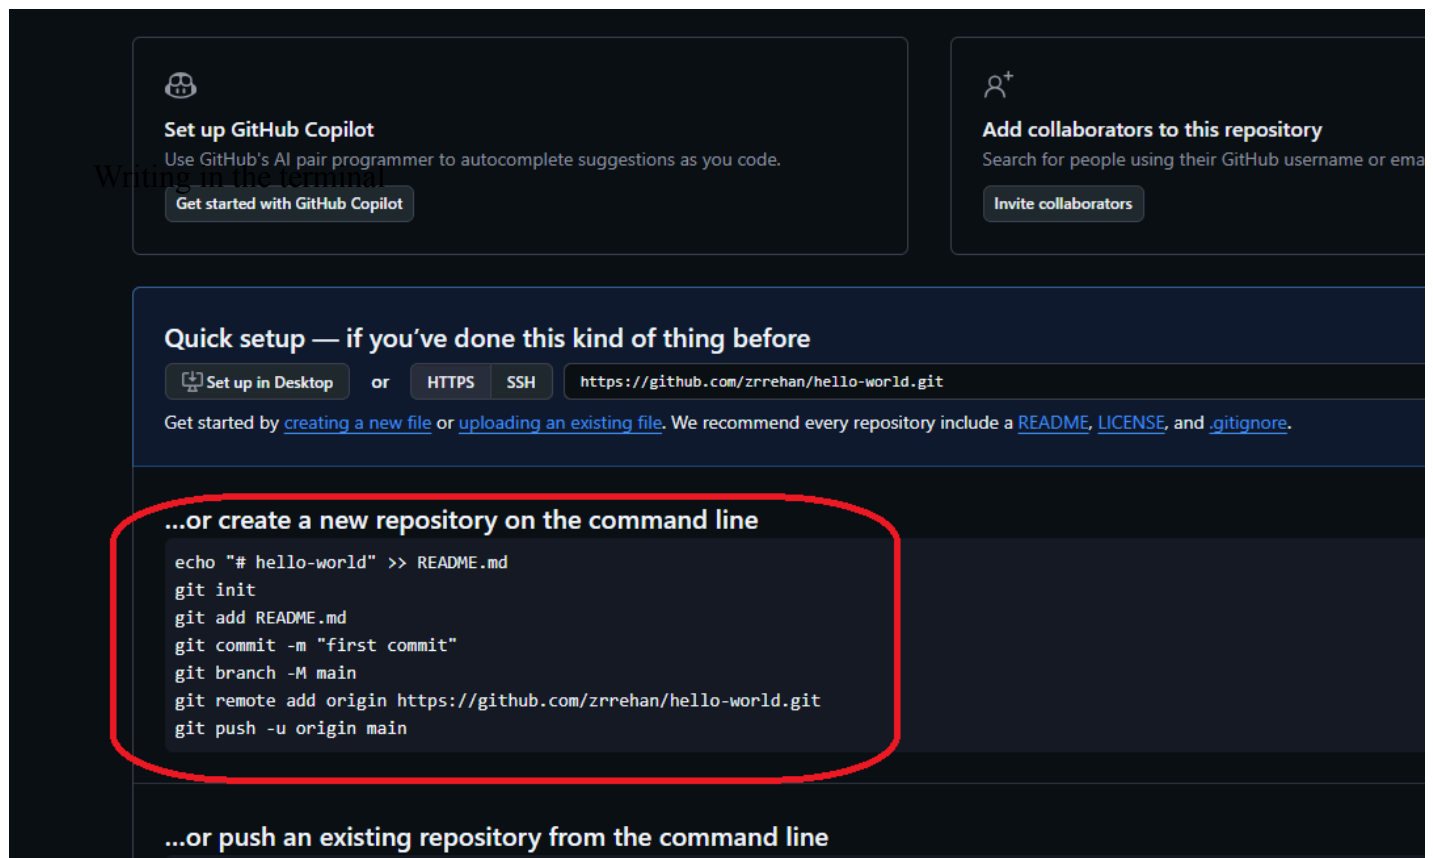 Set up GitHub Copilot
Use GitHub's AI pair programmer to autocomplete suggestions as you code.
Writing in the terminal
Get started with GitHub Copilot
Add collaborators to this repository
Search for people using their GitHub username or ema
Invite collaborators
Quick setup — if you’ve done this kind of thing before
Set up in Desktop or HTTPS SSH https://github.com/zrrehan/hello-world.git
Get started by creating a new file or uploading an existing file. We recommend every repository include a README, LICENSE, and .gitignore.
...or create a new repository on the command line
echo "# hello-world" >> README.md
git init
git add README.md
git commit -m "first commit"
git branch -M main
git remote add origin https://github.com/zrrehan/hello-world.git
git push -u origin main
...or push an existing repository from the command line